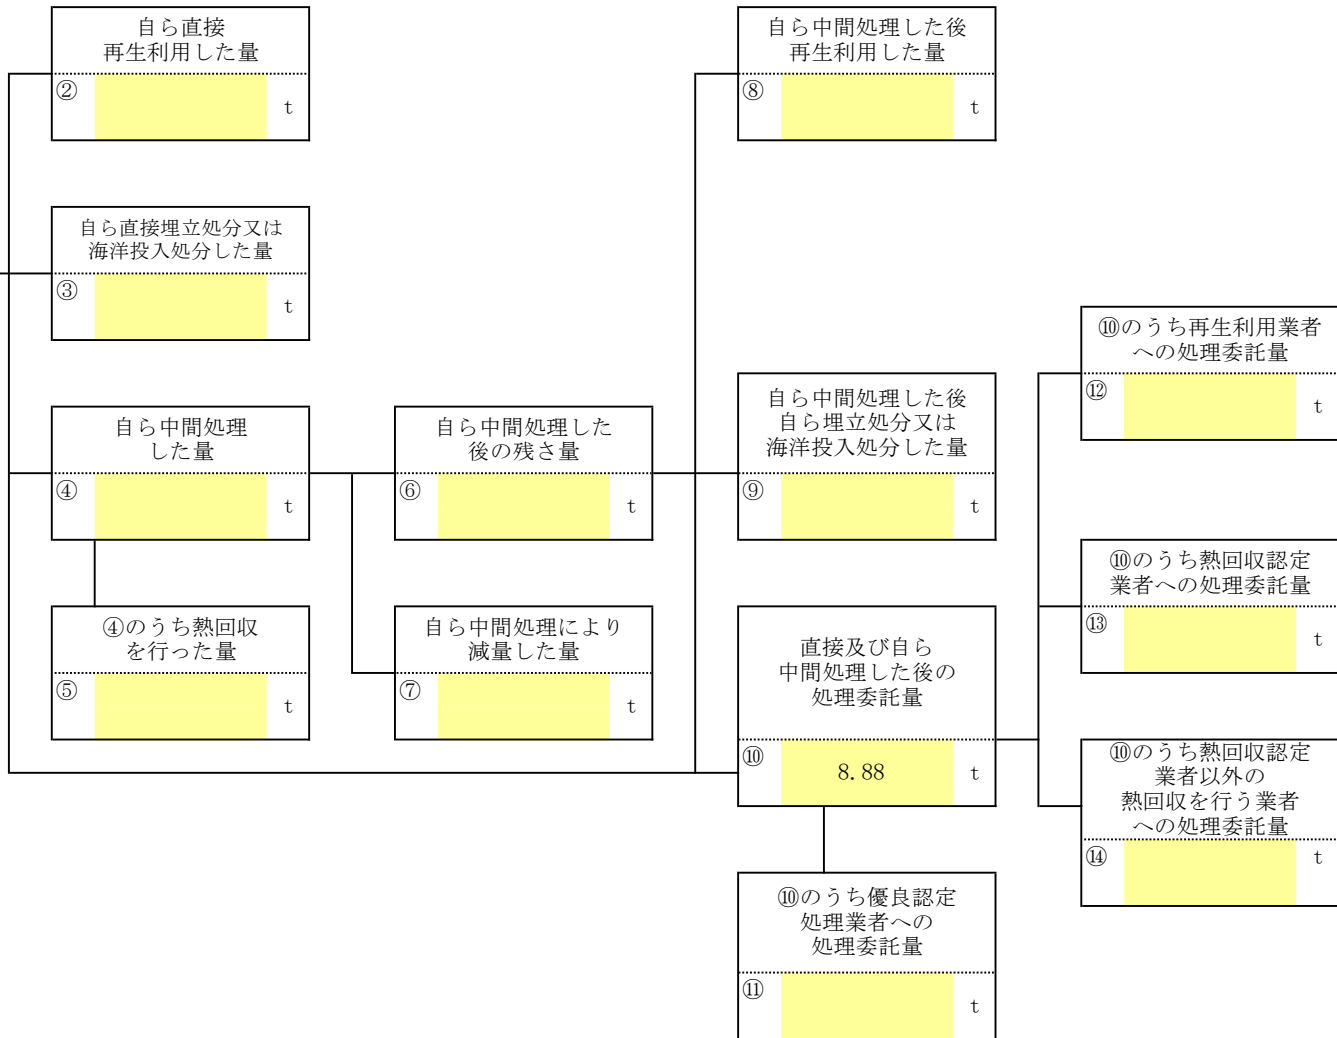 自ら直接
再生利用した量
②
t
自ら中間処理した後
再生利用した量
⑧
t
自ら直接埋立処分又は
海洋投入処分した量
③
t
⑩のうち再生利用業者
への処理委託量
⑫
t
自ら中間処理
した量
④
t
自ら中間処理した
後の残さ量
⑥
t
自ら中間処理した後
自ら埋立処分又は
海洋投入処分した量
⑨
t
⑩のうち熱回収認定
業者への処理委託量
⑬
t
④のうち熱回収
を行った量
⑤
t
自ら中間処理により
減量した量
⑦
t
直接及び自ら
中間処理した後の
処理委託量
⑩
8.88
t
⑩のうち熱回収認定
業者以外の
熱回収を行う業者
への処理委託量
⑭
t
⑩のうち優良認定
処理業者への
処理委託量
⑪
t